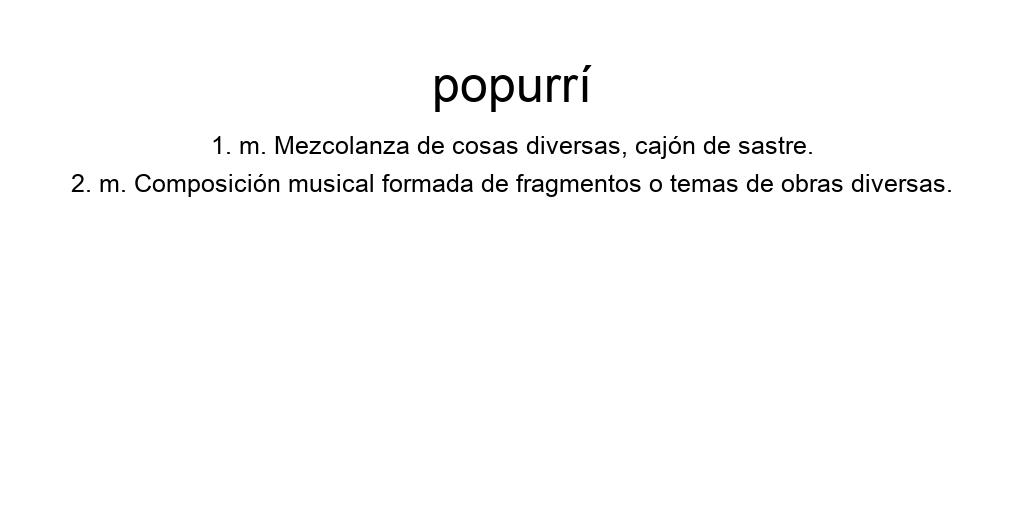 popurrí
1. m. Mezcolanza de cosas diversas, cajón de sastre.
2. m. Composición musical formada de fragmentos o temas de obras diversas.